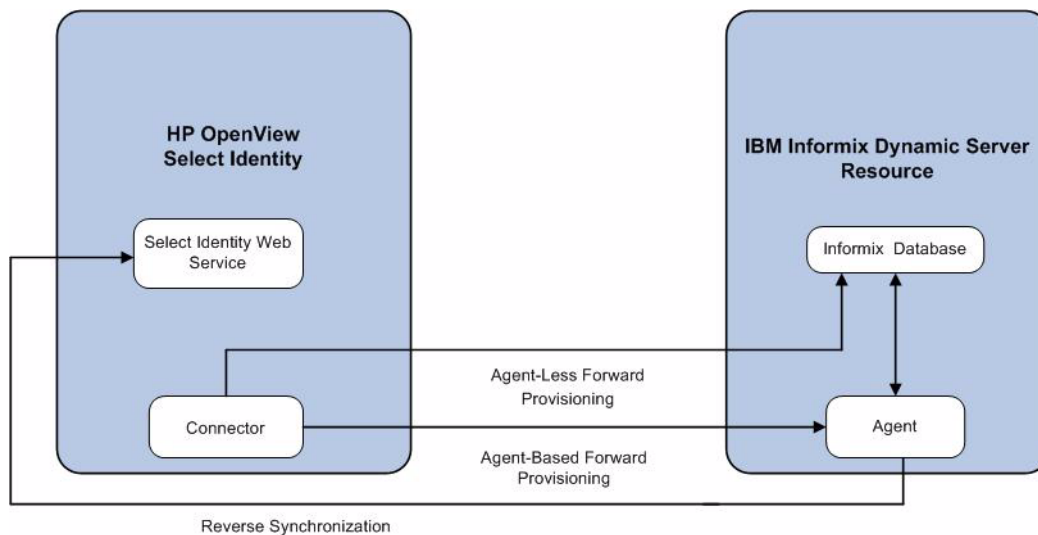 HP OpenView
Select Identity
IBM Informix Dynamic Server
Resource
Select Identity Web
Service
Informix Database
Agent-Less Forward
Provisioning
Connector
Agent
Agent-Based Forward
Provisioning
Reverse Synchronization